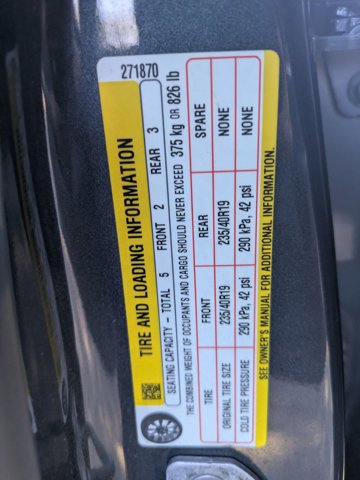 271870
TIRE AND LOADING INFORMATION
SEATING CAPACITY – TOTAL 5 FRONT 2 REAR 3
THE COMBINED WEIGHT OF OCCUPANTS AND CARGO SHOULD NEVER EXCEED 375 kg OR 826 lb
TIRE FRONT REAR SPARE
ORIGINAL TIRE SIZE 235/40R19 235/40R19 NONE
COLD TIRE PRESSURE 290 kPa, 42 psi 290 kPa, 42 psi NONE
SEE OWNER'S MANUAL FOR ADDITIONAL INFORMATION.